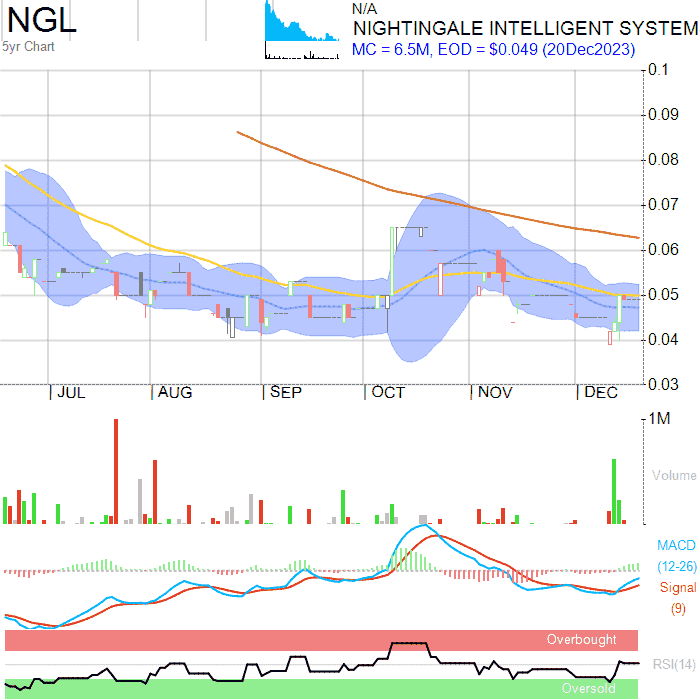 NGL
5yr Chart
N/A
NIGHTINGALE INTELLIGENT SYSTEM
MC = 6.5M, EOD = $0.049 (20Dec2023)
0.1
0.09
0.08
0.07
0.06
0.05
0.04
0.03
JUL AUG SEP OCT NOV DEC
1M
Volume
MACD
(12-26)
Signal
(9)
Overbought
RSI(14)
Oversold